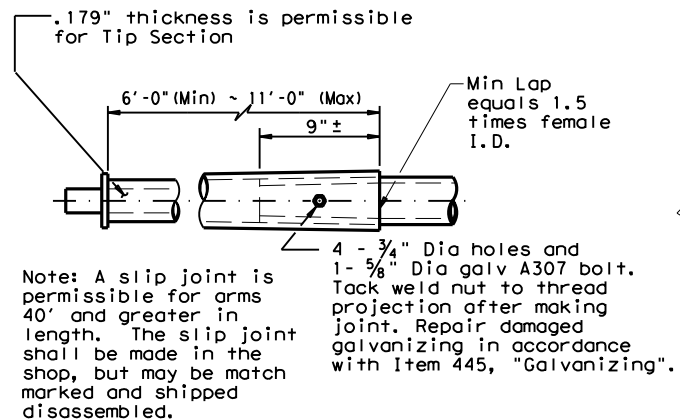 .179" thickness is permissible
for Tip Section
6'-0" (Min) ~ 11'-0" (Max)
9"±
Min Lap
equals 1.5
times female
I.D.
4 - 3/4" Dia holes and
1- 5/8" Dia galv A307 bolt.
Tack weld nut to thread
projection after making
joint. Repair damaged
galvanizing in accordance
with Item 445, "Galvanizing".
Note: A slip joint is
permissible for arms
40' and greater in
length. The slip joint
shall be made in the
shop, but may be match
marked and shipped
disassembled.